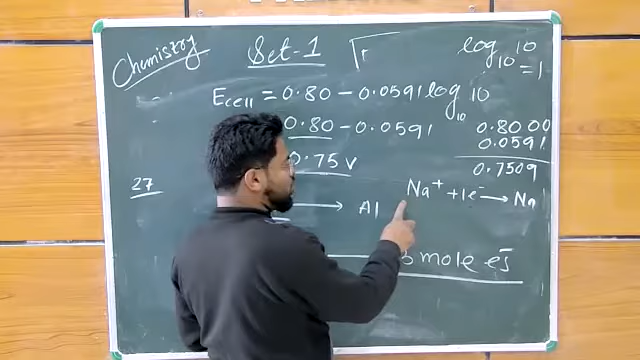 Chemistry Set-1
log₁₀ 10 = 1
Ecell = 0.80 - 0.0591 log₁₀ 10
0.80 - 0.0591
0.8000
0.0591
0.7509
0.75 V
27
→ Al
Na⁺ + 1e⁻ → Na
mole es⁻